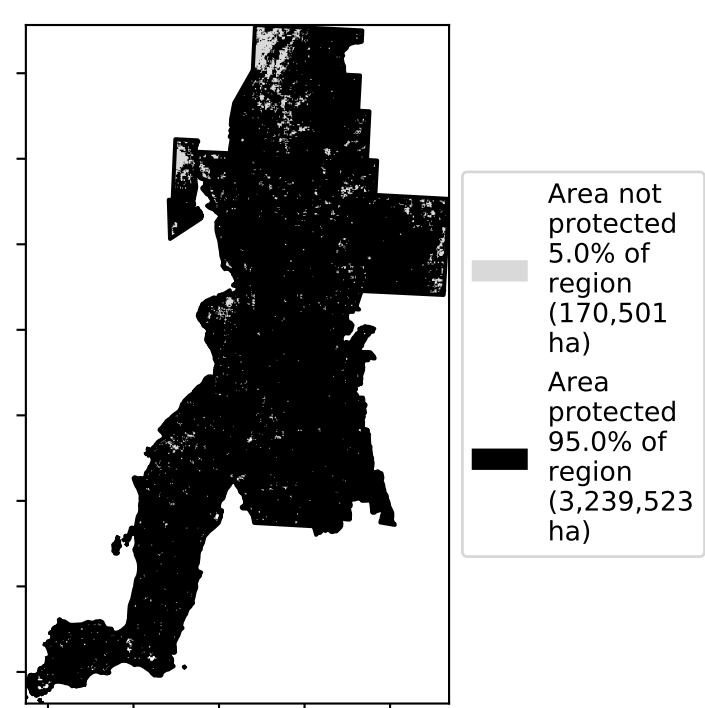 Area not
protected
5.0% of
region
(170,501
ha)
Area
protected
95.0% of
region
(3,239,523
ha)